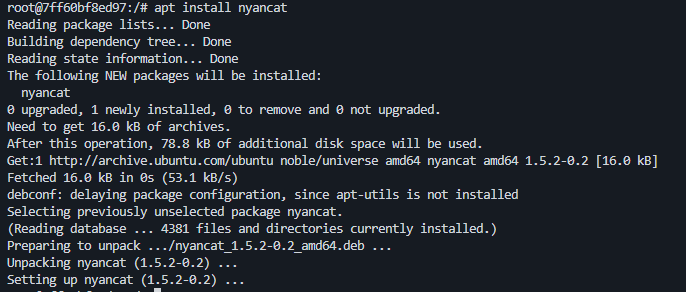 root@7ff60bf8ed97:/# apt install nyancat
Reading package lists... Done
Building dependency tree... Done
Reading state information... Done
The following NEW packages will be installed:
  nyancat
0 upgraded, 1 newly installed, 0 to remove and 0 not upgraded.
Need to get 16.0 kB of archives.
After this operation, 78.8 kB of additional disk space will be used.
Get:1 http://archive.ubuntu.com/ubuntu noble/universe amd64 nyancat amd64 1.5.2-0.2 [16.0 kB]
Fetched 16.0 kB in 0s (53.1 kB/s)
debconf: delaying package configuration, since apt-utils is not installed
Selecting previously unselected package nyancat.
(Reading database ... 4381 files and directories currently installed.)
Preparing to unpack .../nyancat_1.5.2-0.2_amd64.deb ...
Unpacking nyancat (1.5.2-0.2) ...
Setting up nyancat (1.5.2-0.2) ...